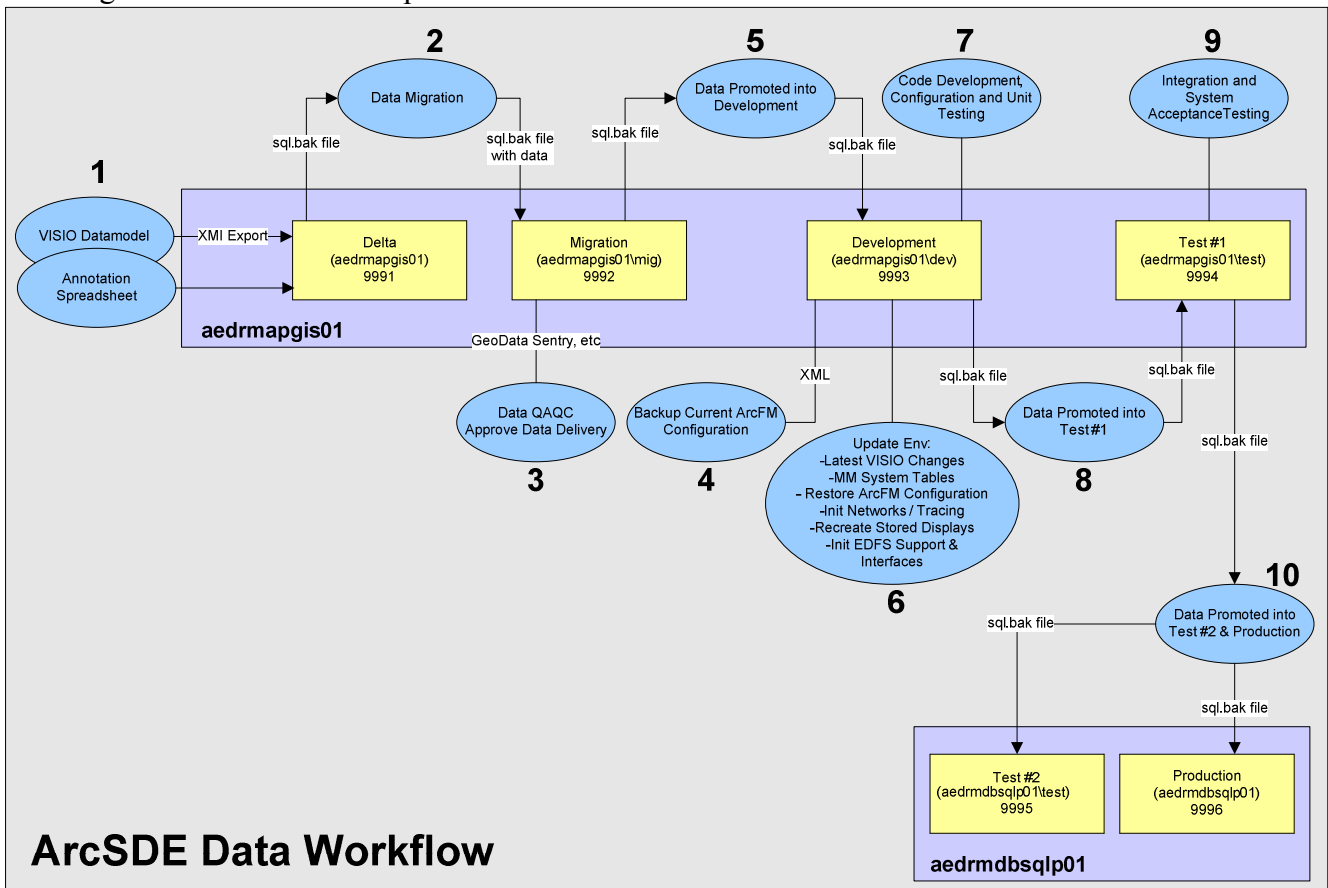 2
5
7
9
Data Migration
Data Promoted into
Development
Code Development,
Configuration and Unit
Testing
Integration and
System
AcceptanceTesting
sql.bak file
sql.bak file
with data
sql.bak file
sql.bak file
1
VISIO Datamodel
XMI Export
Annotation
Spreadsheet
Delta
(aedrmapgis01)
9991
Migration
(aedrmapgis01\mig)
9992
Development
(aedrmapgis01\dev)
9993
Test #1
(aedrmapgis01\test)
9994
aedrmapgis01
GeoData Sentry, etc
XML
sql.bak file
sql.bak file
Data QAQC
Approve Data Delivery
3
Backup Current ArcFM
Configuration
4
Update Env:
-Latest VISIO Changes
-MM System Tables
- Restore ArcFM Configuration
-Init Networks / Tracing
-Recreate Stored Displays
-Init EDFS Support &
Interfaces
6
Data Promoted into
Test #1
8
sql.bak file
10
Data Promoted into
Test #2 & Production
sql.bak file
sql.bak file
Test #2
(aedrmdbsqlp01\test)
9995
Production
(aedrmdbsqlp01)
9996
aedrmdbsqlp01
ArcSDE Data Workflow